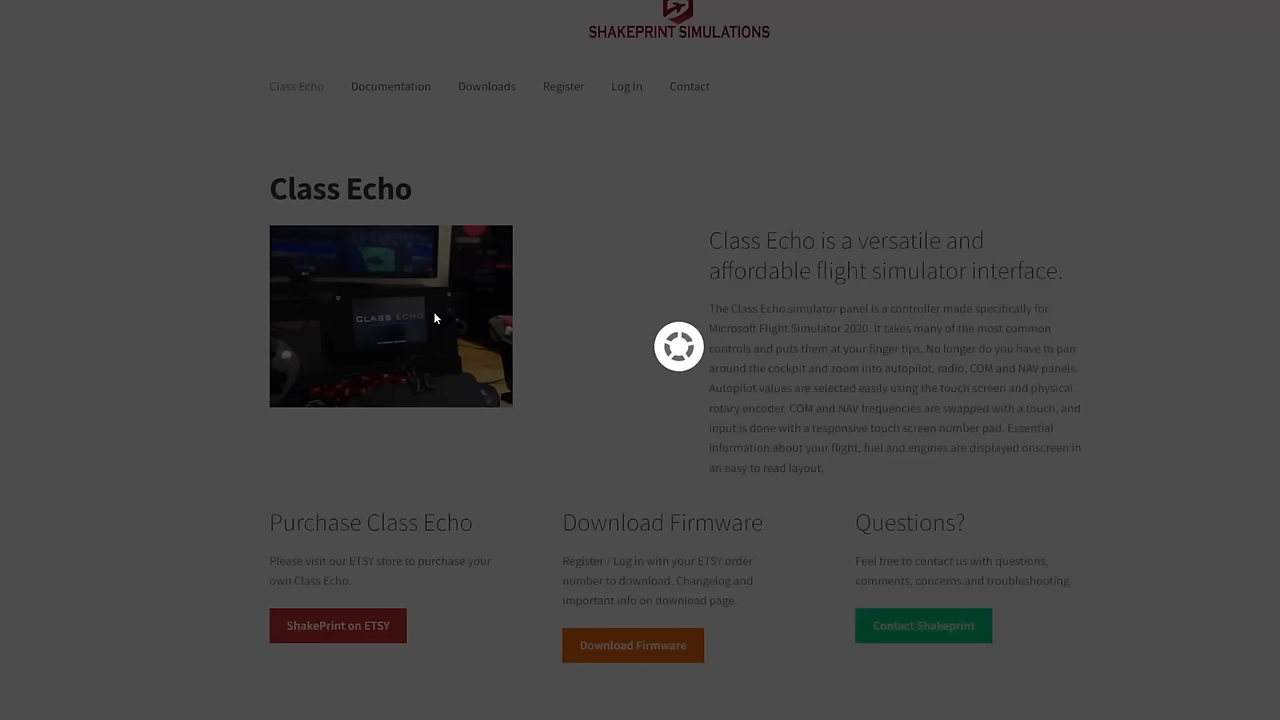 SHAKEPRINT SIMULATIONS
Class Echo Documentation Downloads Register Log In Contact
Class Echo
CLASS ECHO
Class Echo is a versatile and
affordable flight simulator interface.
The Class Echo simulator panel is a controller made specifically for
Microsoft Flight Simulator 2020. It takes many of the most common
controls and puts them at your finger tips. No longer do you have to pan
around the cockpit and zoom into autopilot, radio, COM and NAV panels.
Autopilot values are selected easily using the touch screen and physical
rotary encoder. COM and NAV frequencies are swapped with a touch, and
input is done with a responsive touch screen number pad. Essential
information about your flight, fuel and engines are displayed onscreen in
an easy to read layout.
Purchase Class Echo
Please visit our ETSY store to purchase your
own Class Echo.
ShakePrint on ETSY
Download Firmware
Register / Log in with your ETSY order
number to download. Changelog and
important info on download page.
Download Firmware
Questions?
Feel free to contact us with questions,
comments, concerns and troubleshooting.
Contact Shakeprint